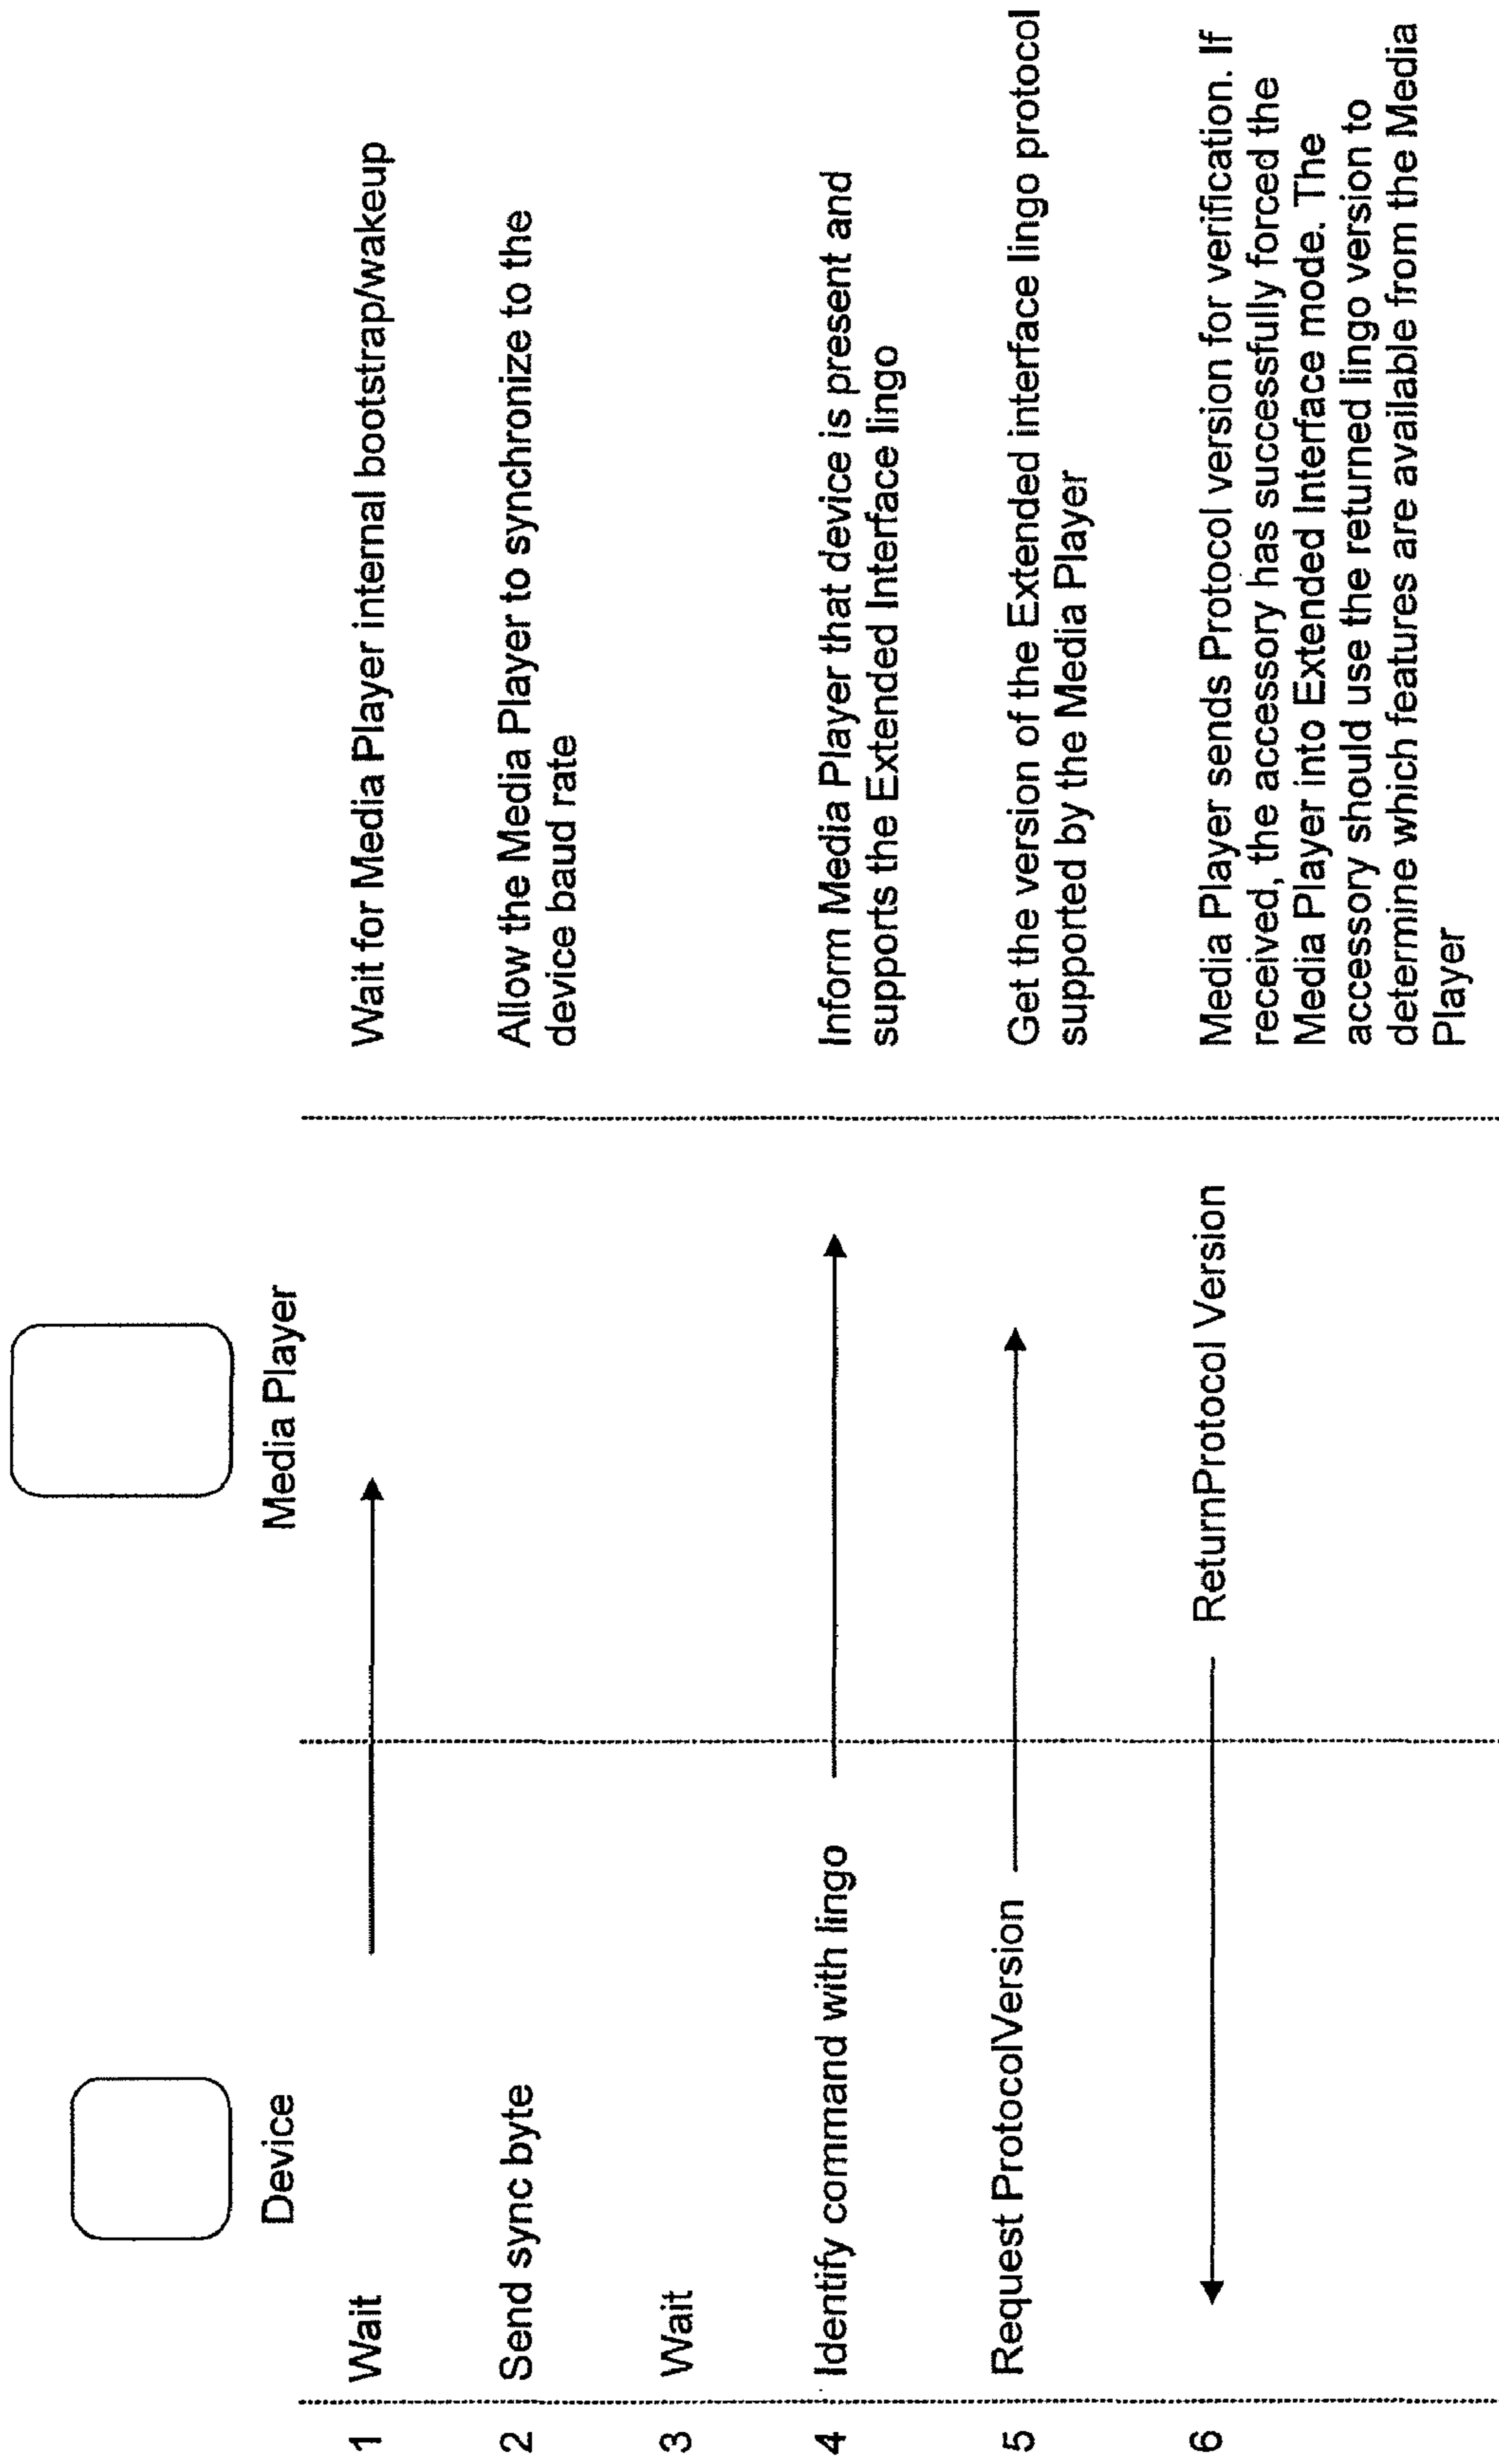 Device
Media Player
1 Wait
Wait for Media Player internal bootstrap/wakeup
2 Send sync byte
Allow the Media Player to synchronize to the
device baud rate
3 Wait
4 Identify command with lingo
Inform Media Player that device is present and
supports the Extended Interface lingo
5 Request ProtocolVersion
Get the version of the Extended interface lingo protocol
supported by the Media Player
6
ReturnProtocol Version
Media Player sends Protocol version for verification. If
received, the accessory has successfully forced the
Media Player into Extended Interface mode. The
accessory should use the returned lingo version to
determine which features are available from the Media
Player